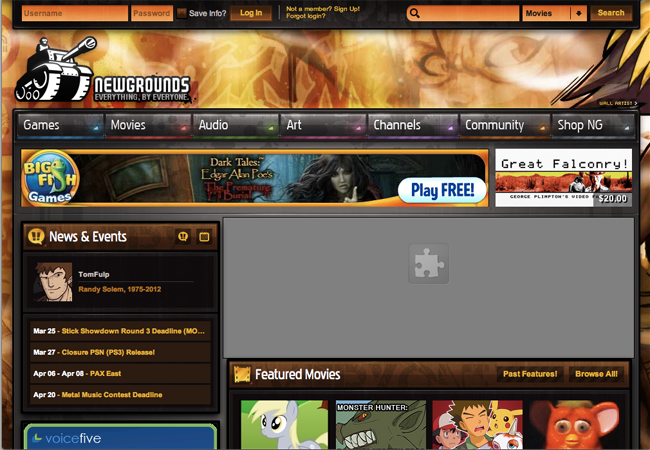 Username
Password
Save Info?
Log In
Not a member? Sign Up!
Forgot login?
Movies
Search
NEWGROUNDS
EVERYTHING, BY EVERYONE.
WALL ARTIST >
Games
Movies
Audio
Art
Channels
Community
Shop NG
BIG FISH Games
Dark Tales:
Edgar Allan Poe's
The Premature
Burial
Play FREE!
Great Falconry!
GEORGE PLIMPTON'S VIDEO
$20.00
News & Events
TomFulp
Randy Solem, 1975-2012
Mar 25 - Stick Showdown Round 3 Deadline (MO...
Mar 27 - Closure PSN (PS3) Release!
Apr 06 - Apr 08 - PAX East
Apr 20 - Metal Music Contest Deadline
Featured Movies
Past Features!
Browse All!
MONSTER HUNTER:
voicefive